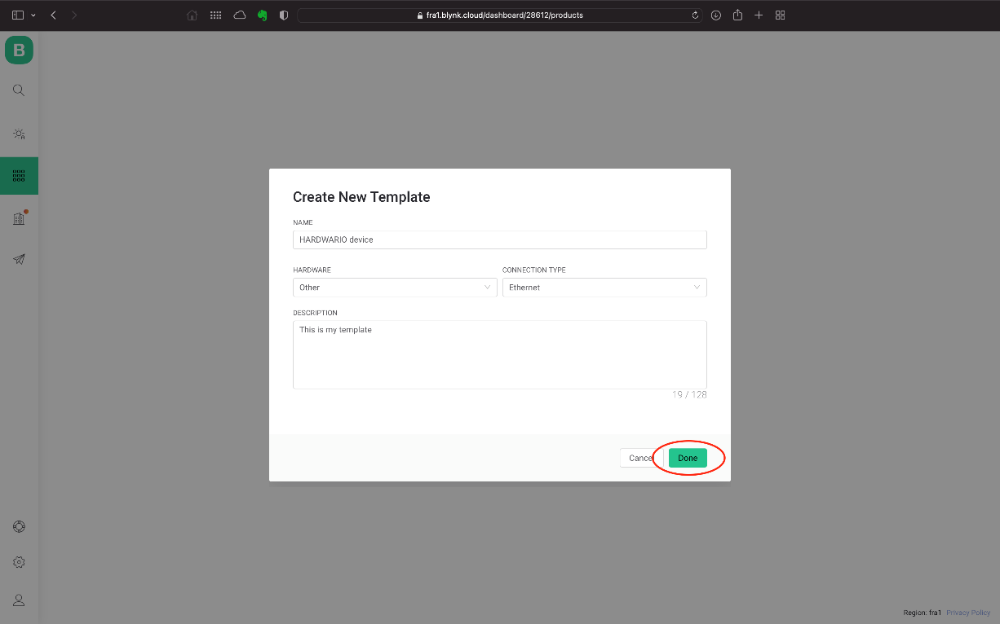 fra1.blynk.cloud/dashboard/28612/products
B
Create New Template
NAME
HARDWARIO device
HARDWARE
CONNECTION TYPE
Other
Ethernet
DESCRIPTION
This is my template
19 / 128
Cance
Done
Region: fra1 Privacy Policy